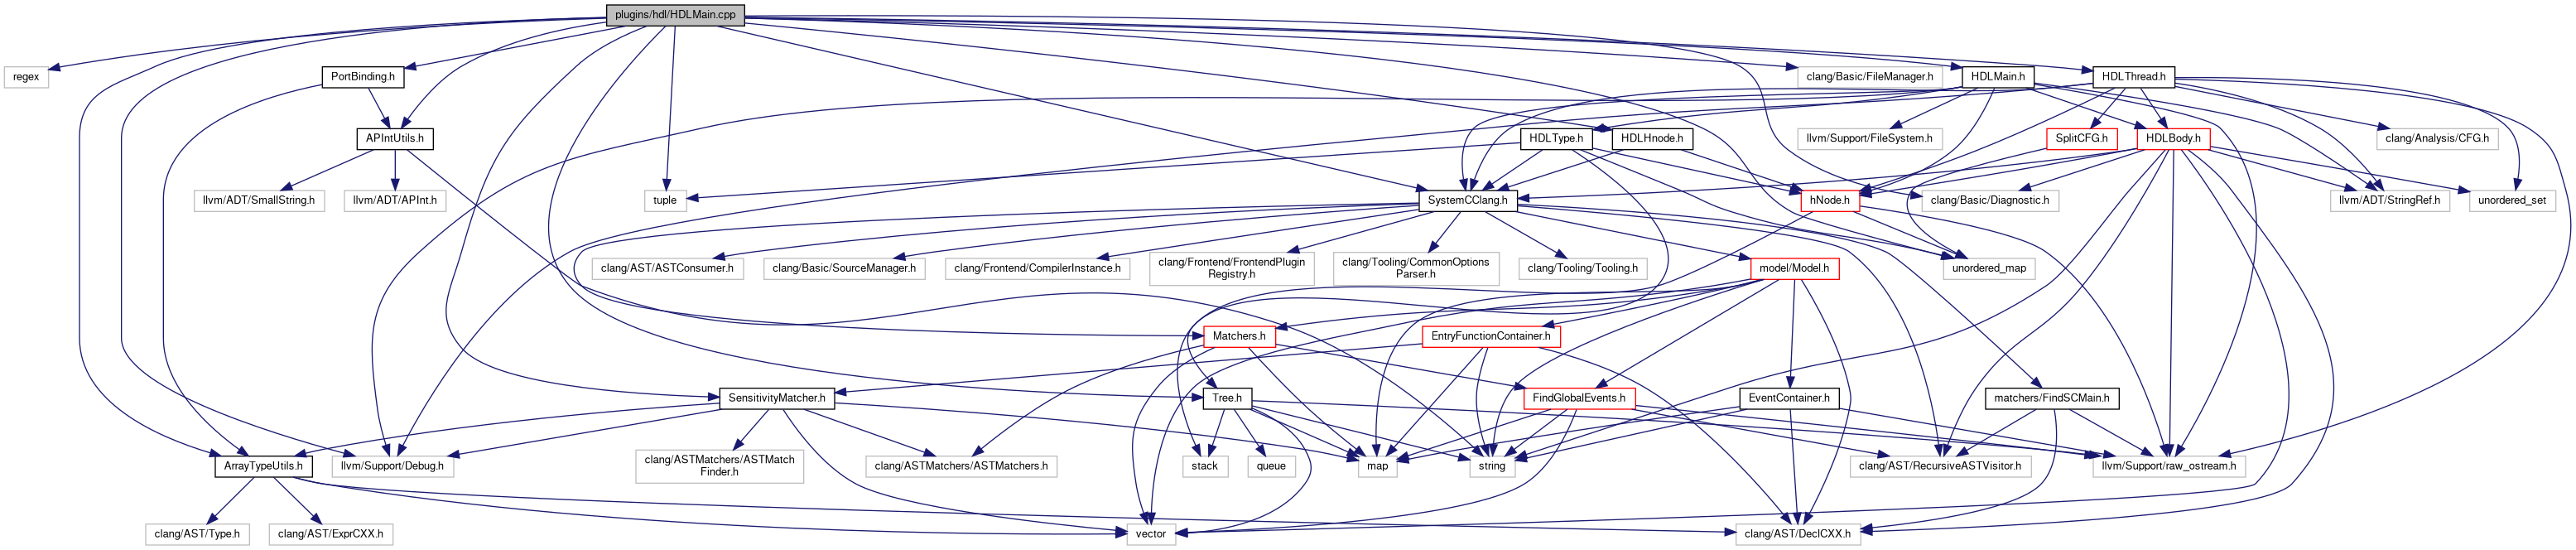 plugins/hdl/HDLMain.cpp
regex
PortBinding.h
clang/Basic/FileManager.h
HDLMain.h
HDLThread.h
APIntUtils.h
HDLType.h
HDLHnode.h
llvm/Support/FileSystem.h
SplitCFG.h
HDLBody.h
clang/Analysis/CFG.h
llvm/ADT/SmallString.h
llvm/ADT/APInt.h
tuple
SystemCClang.h
hNode.h
clang/Basic/Diagnostic.h
llvm/ADT/StringRef.h
unordered_set
clang/AST/ASTConsumer.h
clang/Basic/SourceManager.h
clang/Frontend/CompilerInstance.h
clang/Frontend/FrontendPlugin
Registry.h
clang/Tooling/CommonOptions
Parser.h
clang/Tooling/Tooling.h
model/Model.h
unordered_map
Matchers.h
EntryFunctionContainer.h
SensitivityMatcher.h
Tree.h
FindGlobalEvents.h
EventContainer.h
matchers/FindSCMain.h
ArrayTypeUtils.h
llvm/Support/Debug.h
clang/ASTMatchers/ASTMatch
Finder.h
clang/ASTMatchers/ASTMatchers.h
stack
queue
map
string
clang/AST/RecursiveASTVisitor.h
llvm/Support/raw_ostream.h
clang/AST/Type.h
clang/AST/ExprCXX.h
vector
clang/AST/DeclCXX.h